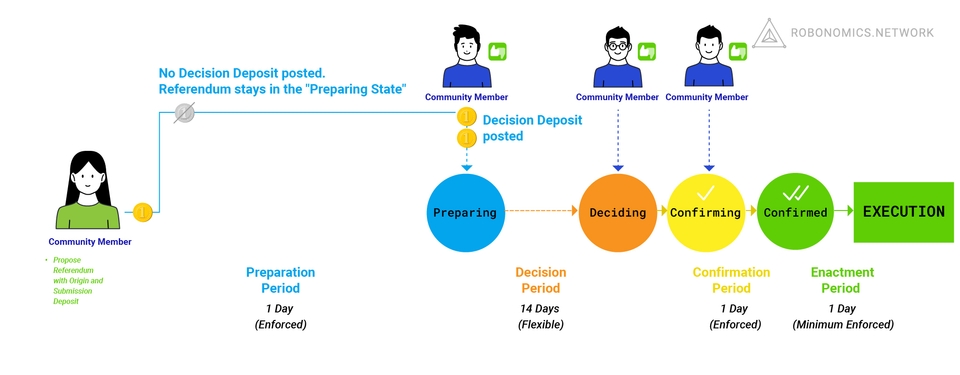 ROBONOMICS.NETWORK
No Decision Deposit posted.
Referendum stays in the "Preparing State"
Community Member
Community Member
Community Member
Decision Deposit
posted
Community Member
• Propose
Referendum
with Origin and
Submission
Deposit
Preparing
Deciding
Confirming
Confirmed
EXECUTION
Preparation
Period
1 Day
(Enforced)
Decision
Period
14 Days
(Flexible)
Confirmation
Period
1 Day
(Enforced)
Enactment
Period
1 Day
(Minimum Enforced)